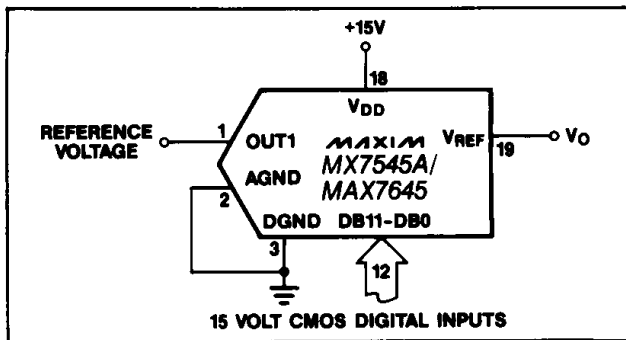 +15V
18
VDD
REFERENCE
VOLTAGE
1
OUT1
MAXIM
VREF
19
VO
MX7545A/
MAX7645
AGND
2
DGND
DB11-DB0
3
12
15 VOLT CMOS DIGITAL INPUTS